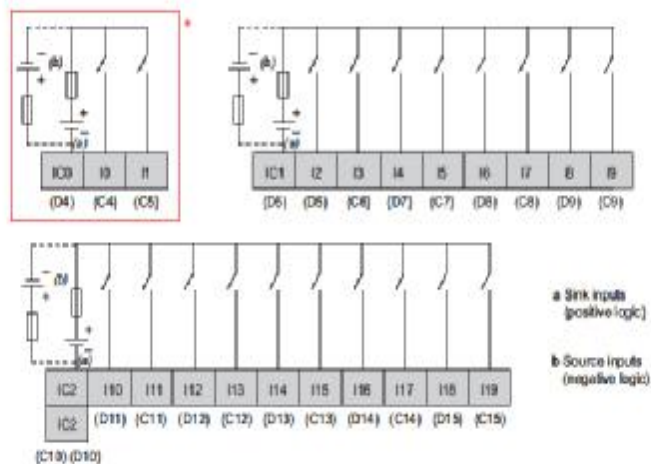 *
(b)
(a)
IC0 I0 I1
(D4) (C4) (C5)
(b)
(a)
IC1 I2 I3 I4 I5 I6 I7 I8 I9
(D5) (D6) (C6) (D7) (C7) (D8) (C8) (D9) (C9)
(b)
(a)
IC2 I10 I11 I12 I13 I14 I15 I16 I17 I18 I19
(D11) (C11) (D12) (C12) (D13) (C13) (D14) (C14) (D15) (C15)
IC2
(C10) (D10)
a Sink inputs
(positive logic)
b Source inputs
(negative logic)